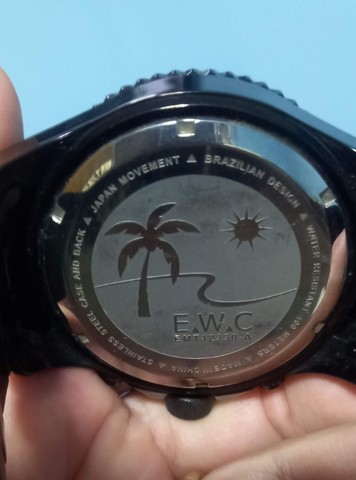 JAPAN MOVEMENT ▲ BRAZILIAN DESIGN ▲ WATER RESISTANT 100 METERS ▲ MADE IN CHINA ▲ STAINLESS STEEL CASE AND BACK ▲
E.W.C